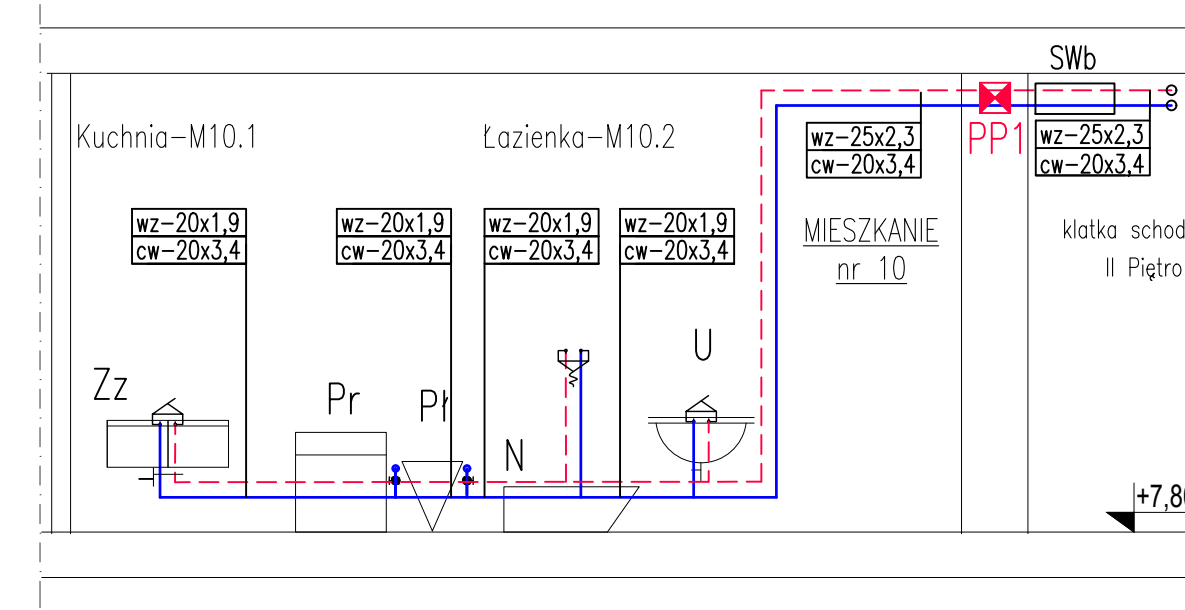 SWb
Kuchnia-M10.1
Łazienka-M10.2
wz-25x2,3
cw-20x3,4
PP1
wz-25x2,3
cw-20x3,4
wz-20x1,9
cw-20x3,4
wz-20x1,9
cw-20x3,4
wz-20x1,9
cw-20x3,4
wz-20x1,9
cw-20x3,4
MIESZKANIE
nr 10
klatka schod
II Piętro
U
Zz
Pr
Pł
N
+7,80